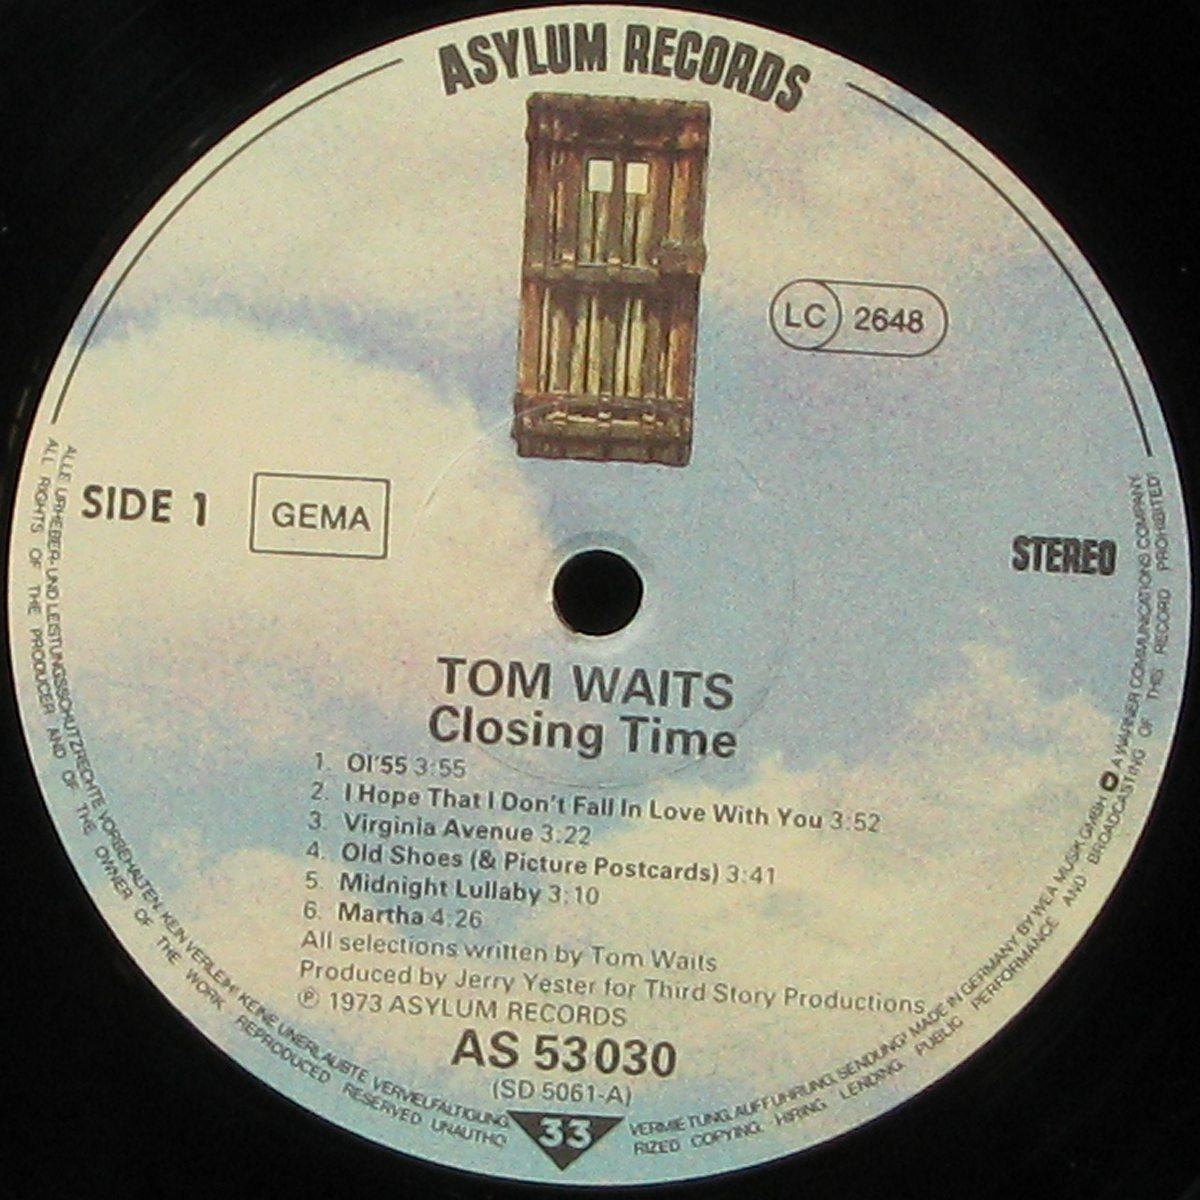 ASYLUM RECORDS
LC 2648
SIDE 1
GEMA
STEREO
TOM WAITS
Closing Time
1. Ol'55 3:55
2. I Hope That I Don't Fall In Love With You 3:52
3. Virginia Avenue 3:22
4. Old Shoes (& Picture Postcards) 3:41
5. Midnight Lullaby 3:10
6. Martha 4:26
All selections written by Tom Waits
Produced by Jerry Yester for Third Story Productions
℗ 1973 ASYLUM RECORDS
AS 53030
(SD 5061-A)
33
ALLE URHEBER- UND LEISTUNGSSCHUTZRECHTE VORBEHALTEN. KEIN VERLEIH! KEINE UNERLAUBTE VERVIELFÄLTIGUNG, VERMIETUNG, AUFFÜHRUNG, SENDUNG! MADE IN GERMANY BY WEA MUSIK GMBH A WARNER COMMUNICATIONS COMPANY
ALL RIGHTS OF THE PRODUCER AND OF THE OWNER OF THE WORK REPRODUCED RESERVED UNAUTHORIZED COPYING. HIRING. LENDING. PUBLIC PERFORMANCE AND BROADCASTING OF THIS RECORD PROHIBITED!